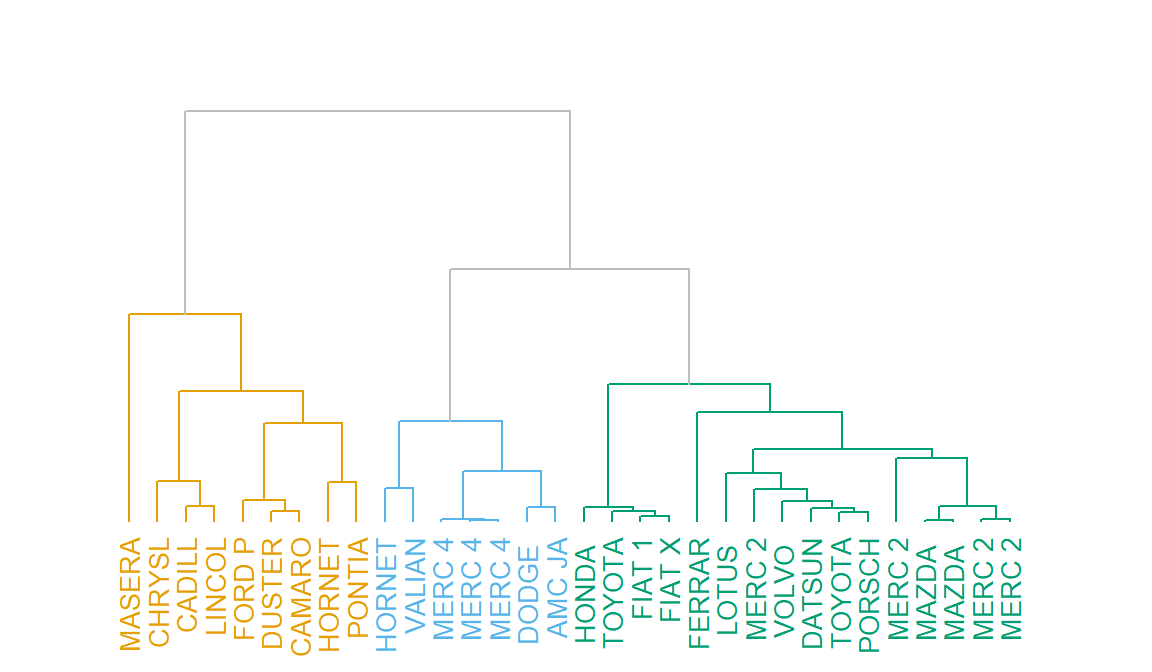 MASERA
CHRYSL
CADILL
LINCOL
FORD P
DUSTER
CAMARO
HORNET
PONTIA
HORNET
VALIAN
MERC 4
MERC 4
MERC 4
DODGE
AMC JA
HONDA
TOYOTA
FIAT 1
FIAT X
FERRAR
LOTUS
MERC 2
VOLVO
DATSUN
TOYOTA
PORSCH
MERC 2
MAZDA
MAZDA
MERC 2
MERC 2